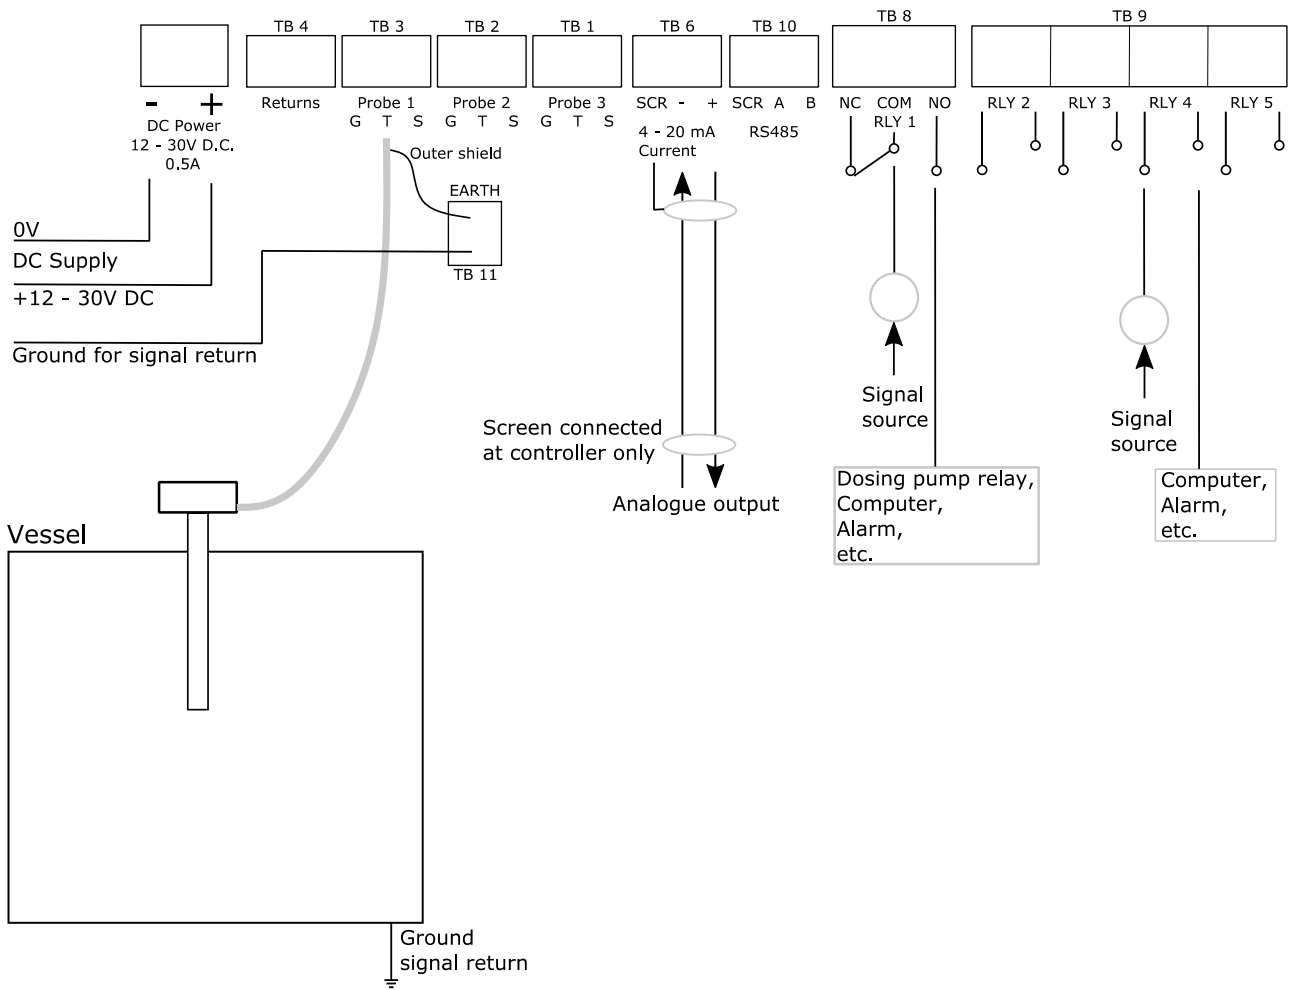 TB 4
TB 3
TB 2
TB 1
TB 6
TB 10
TB 8
TB 9
- +
DC Power
12 - 30V D.C.
0.5A
Returns
Probe 1
G T S
Probe 2
G T S
Probe 3
G T S
SCR - +
4 - 20 mA
Current
SCR A B
RS485
NC COM NO
RLY 1
RLY 2
RLY 3
RLY 4
RLY 5
Outer shield
EARTH
TB 11
0V
DC Supply
+12 - 30V DC
Ground for signal return
Screen connected
at controller only
Analogue output
Signal
source
Signal
source
Dosing pump relay,
Computer,
Alarm,
etc.
Computer,
Alarm,
etc.
Vessel
Ground
signal return